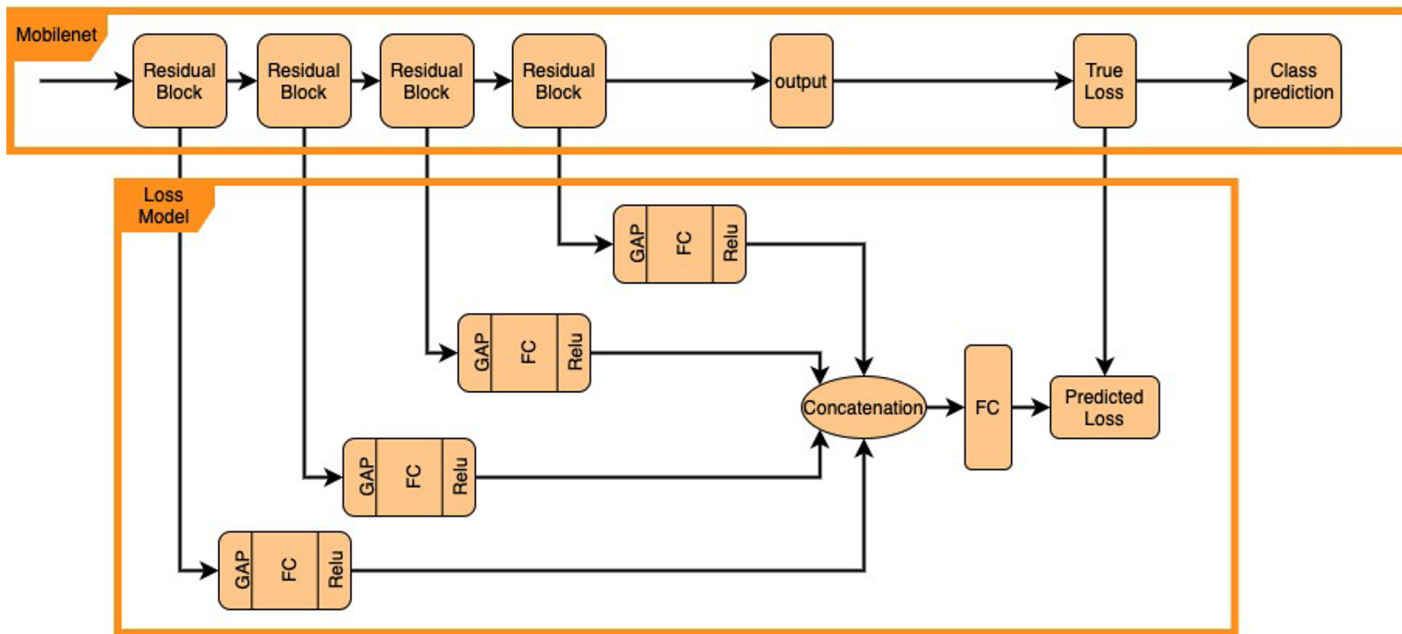 Mobilenet
Residual
Block
Residual
Block
Residual
Block
Residual
Block
output
True
Loss
Class
prediction
Loss
Model
GAP
FC
Relu
GAP
FC
Relu
Concatenation
FC
Predicted
Loss
GAP
FC
Relu
GAP
FC
Relu